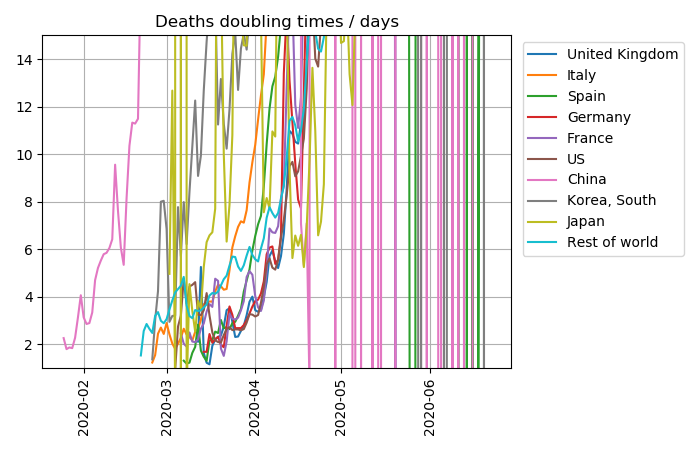 Deaths doubling times / days
14
12
10
8
6
4
2
2020-02
2020-03
2020-04
2020-05
2020-06
United Kingdom
Italy
Spain
Germany
France
US
China
Korea, South
Japan
Rest of world